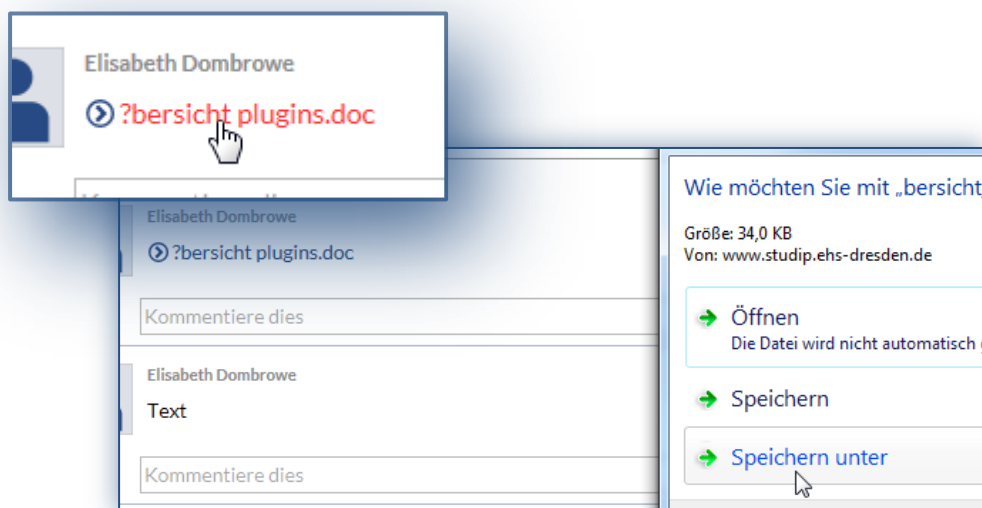 Elisabeth Dombrowe
?bersicht plugins.doc
Elisabeth Dombrowe
?bersicht plugins.doc
Kommentiere dies
Elisabeth Dombrowe
Text
Kommentiere dies
Wie möchten Sie mit „bersicht
Größe: 34,0 KB
Von: www.studip.ehs-dresden.de
Öffnen
Die Datei wird nicht automatisch
Speichern
Speichern unter